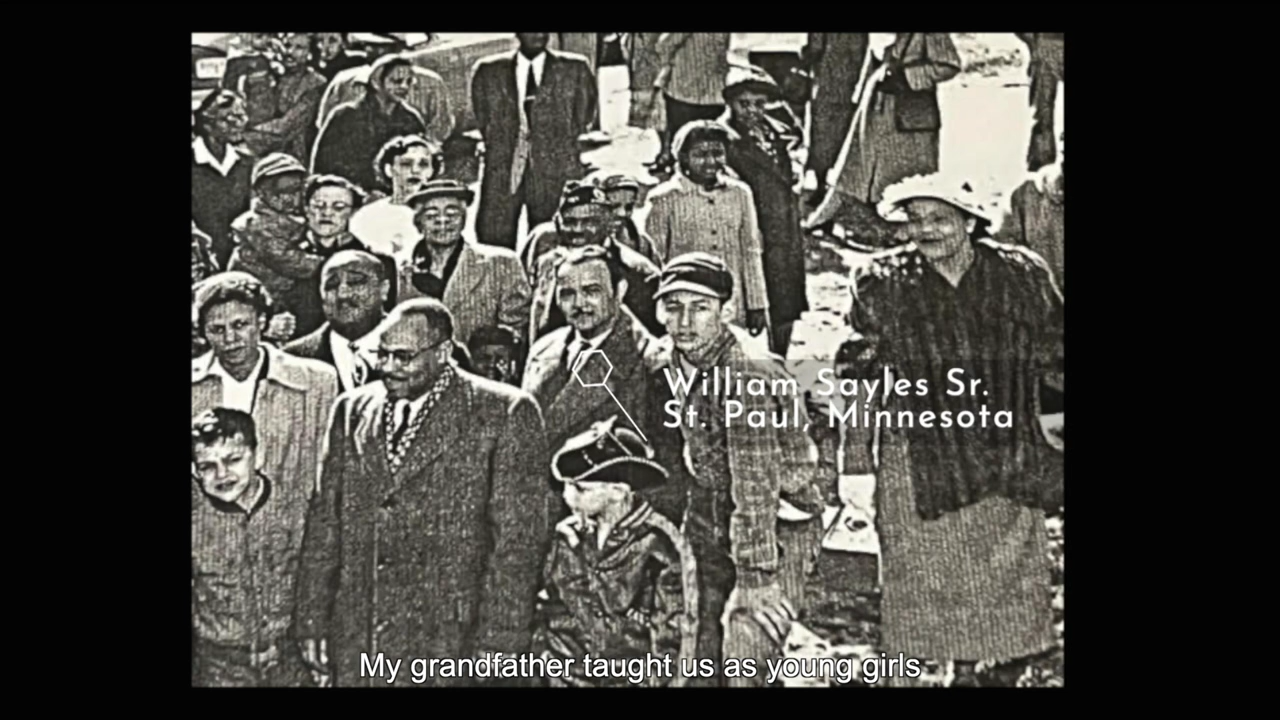 William Sayles Sr.
St. Paul, Minnesota
My grandfather taught us as young girls